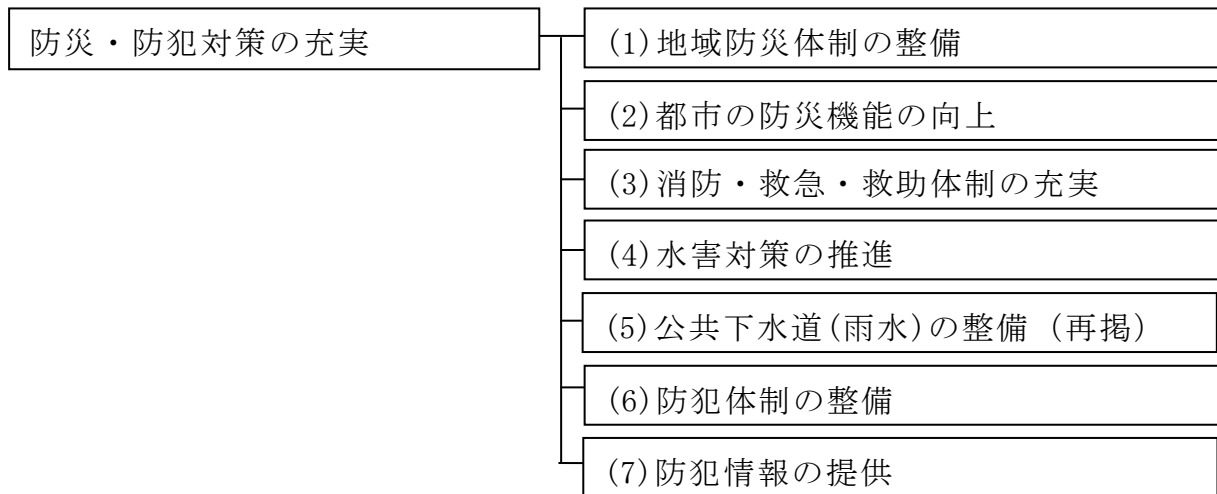 防災・防犯対策の充実
(1)地域防災体制の整備
(2)都市の防災機能の向上
(3)消防・救急・救助体制の充実
(4)水害対策の推進
(5)公共下水道(雨水)の整備 (再掲)
(6)防犯体制の整備
(7)防犯情報の提供